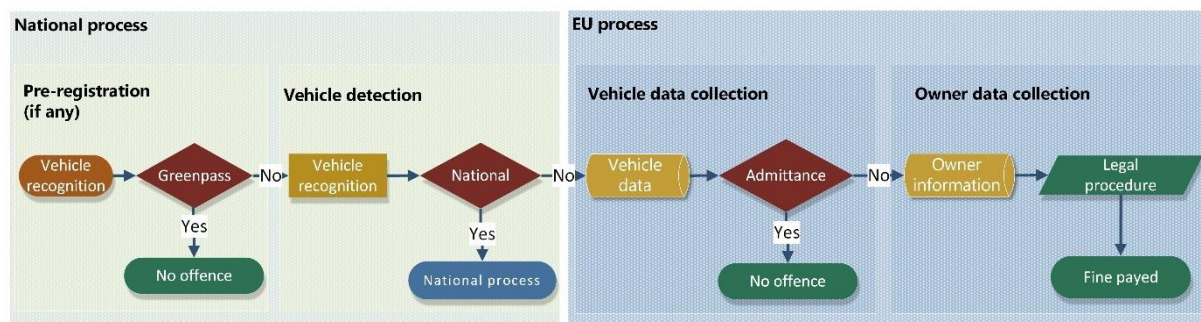 National process
EU process
Pre-registration
(if any)
Vehicle detection
Vehicle data collection
Owner data collection
Vehicle
recognition
Greenpass
No
Vehicle
recognition
National
No
Vehicle
data
Admittance
No
Owner
information
Legal
procedure
Yes
Yes
Yes
No offence
National process
No offence
Fine payed